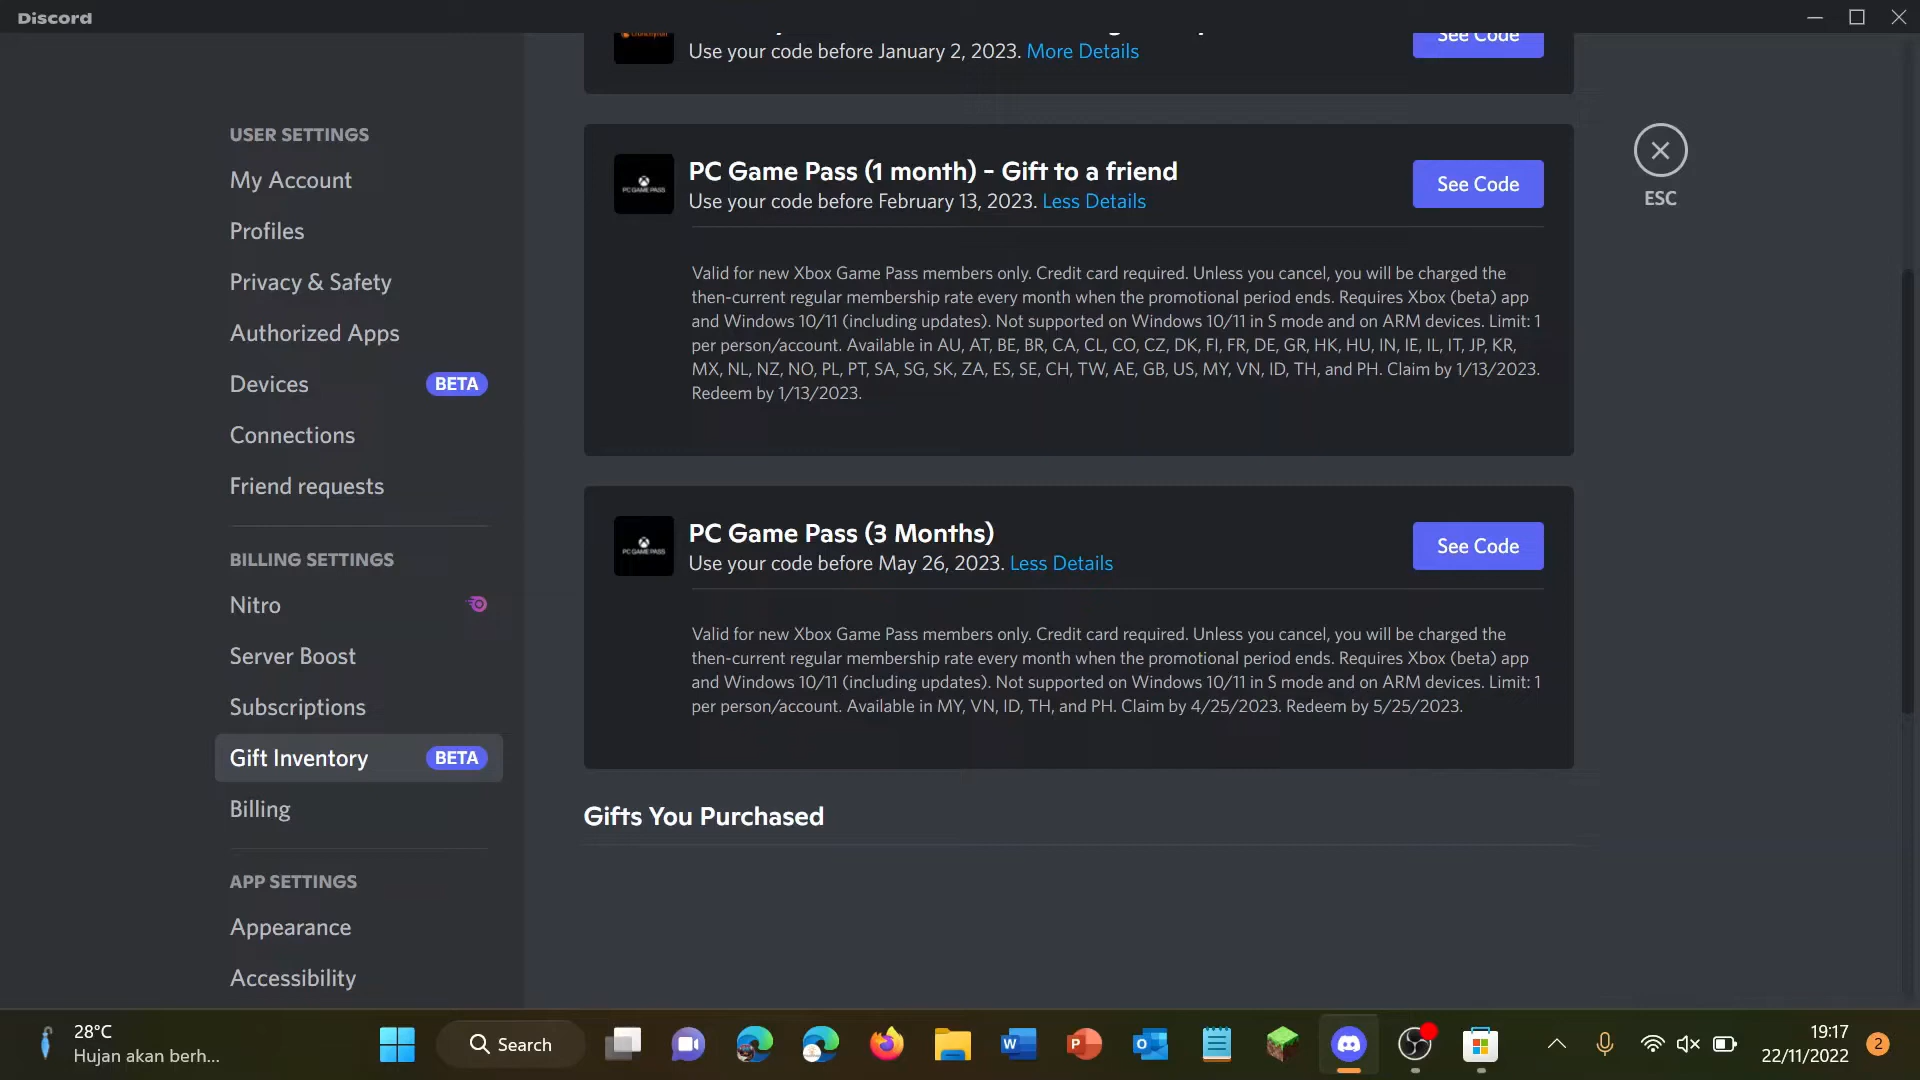 Discord
Use your code before January 2, 2023. More Details
See Code
USER SETTINGS
My Account
Profiles
Privacy & Safety
Authorized Apps
Devices BETA
Connections
Friend requests
BILLING SETTINGS
Nitro
Server Boost
Subscriptions
Gift Inventory BETA
Billing
APP SETTINGS
Appearance
Accessibility
PC GAME PASS
PC Game Pass (1 month) - Gift to a friend
Use your code before February 13, 2023. Less Details
See Code
ESC
Valid for new Xbox Game Pass members only. Credit card required. Unless you cancel, you will be charged the
then-current regular membership rate every month when the promotional period ends. Requires Xbox (beta) app
and Windows 10/11 (including updates). Not supported on Windows 10/11 in S mode and on ARM devices. Limit: 1
per person/account. Available in AU, AT, BE, BR, CA, CL, CO, CZ, DK, FI, FR, DE, GR, HK, HU, IN, IE, IL, IT, JP, KR,
MX, NL, NZ, NO, PL, PT, SA, SG, SK, ZA, ES, SE, CH, TW, AE, GB, US, MY, VN, ID, TH, and PH. Claim by 1/13/2023.
Redeem by 1/13/2023.
PC GAME PASS
PC Game Pass (3 Months)
Use your code before May 26, 2023. Less Details
See Code
Valid for new Xbox Game Pass members only. Credit card required. Unless you cancel, you will be charged the
then-current regular membership rate every month when the promotional period ends. Requires Xbox (beta) app
and Windows 10/11 (including updates). Not supported on Windows 10/11 in S mode and on ARM devices. Limit: 1
per person/account. Available in MY, VN, ID, TH, and PH. Claim by 4/25/2023. Redeem by 5/25/2023.
Gifts You Purchased
28°C
Hujan akan berh...
Search
19:17
22/11/2022
2